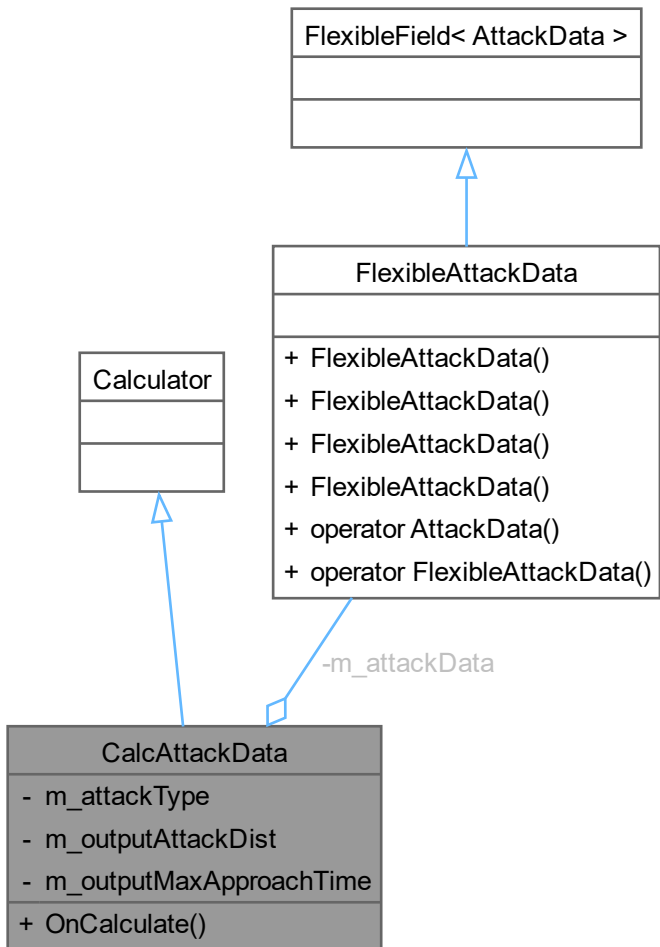 FlexibleField< AttackData >
FlexibleAttackData
+ FlexibleAttackData()
+ FlexibleAttackData()
+ FlexibleAttackData()
+ FlexibleAttackData()
+ operator AttackData()
+ operator FlexibleAttackData()
Calculator
-m_attackData
CalcAttackData
- m_attackType
- m_outputAttackDist
- m_outputMaxApproachTime
+ OnCalculate()